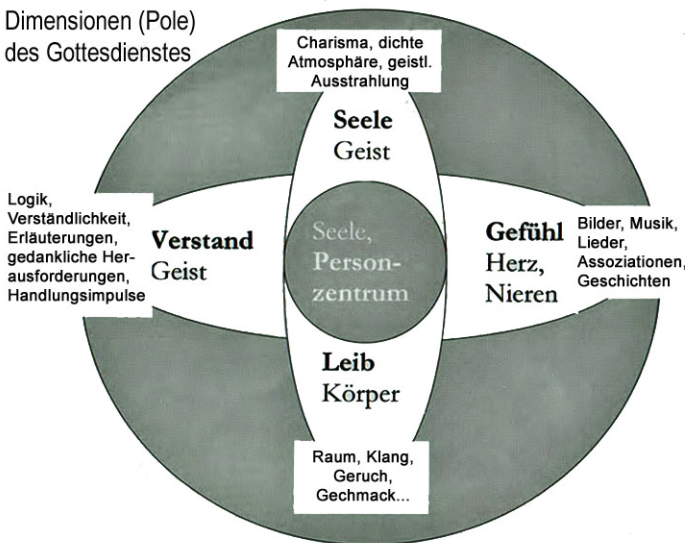 Dimensionen (Pole)
des Gottesdienstes
Charisma, dichte
Atmosphäre, geistl.
Ausstrahlung
Seele
Geist
Logik,
Verständlichkeit,
Erläuterungen,
gedankliche Her-
ausforderungen,
Handlungsimpulse
Verstand
Geist
Seele,
Person-
zentrum
Gefühl
Herz,
Nieren
Bilder, Musik,
Lieder,
Assoziationen,
Geschichten
Leib
Körper
Raum, Klang,
Geruch,
Gechmack...